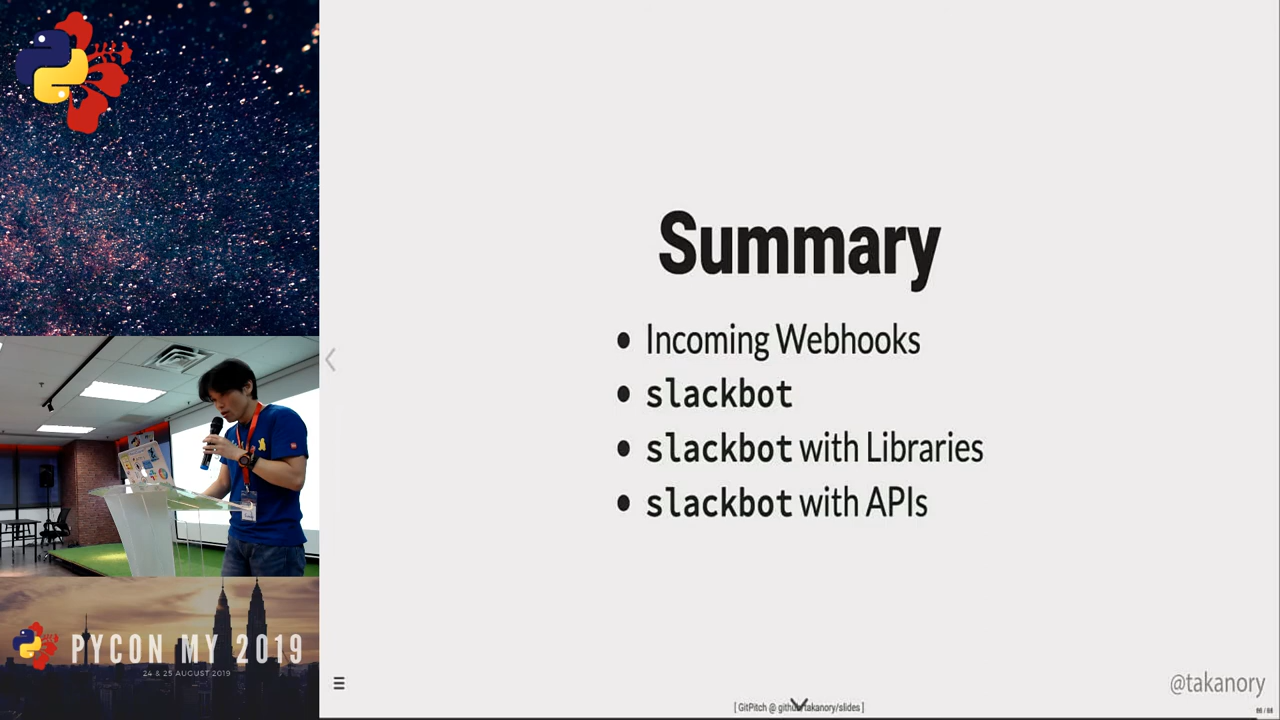 Summary
• Incoming Webhooks
• slackbot
• slackbot with Libraries
• slackbot with APIs
@takanory
PYCON MY 2019
24 & 25 AUGUST 2019